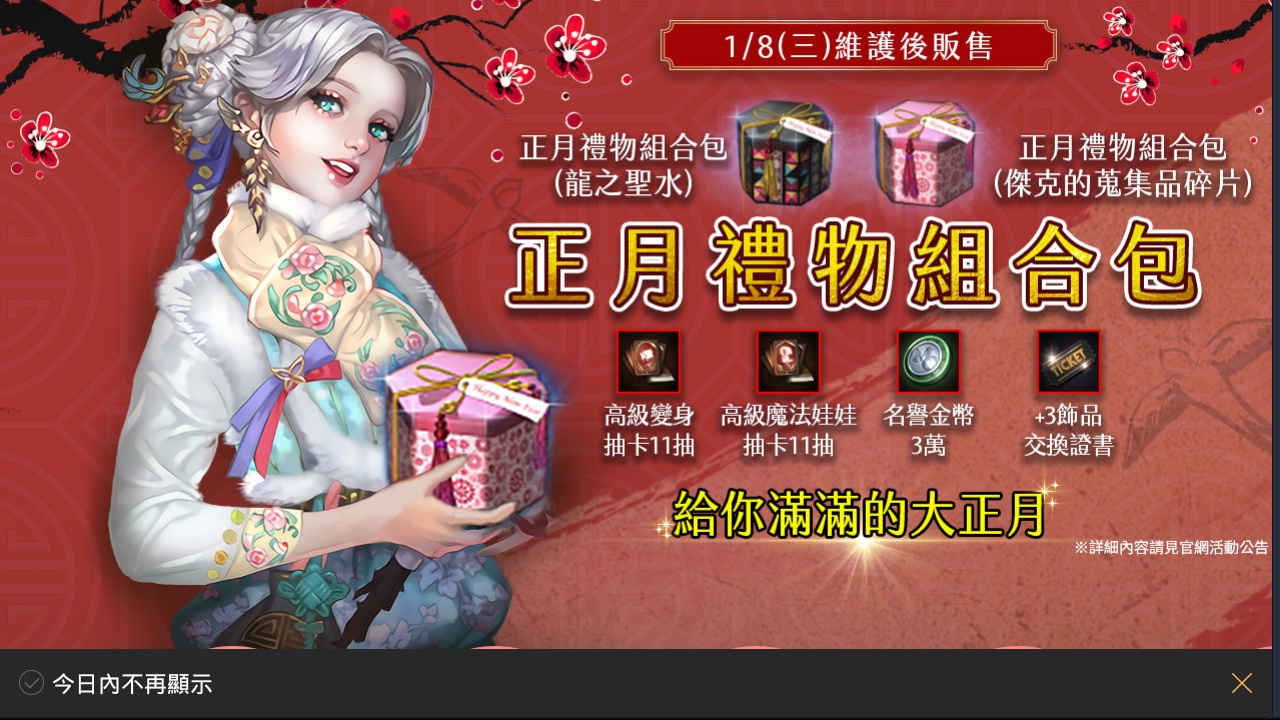 1/8(三)維護後販售
正月禮物組合包
(龍之聖水)
正月禮物組合包
(傑克的蒐集品碎片)
正月禮物組合包
高級變身
抽卡11抽
高級魔法娃娃
抽卡11抽
名譽金幣
3萬
TICKET
+3飾品
交換證書
Happy New Year
給你滿滿的大正月
※詳細內容請見官網活動公告
今日內不再顯示